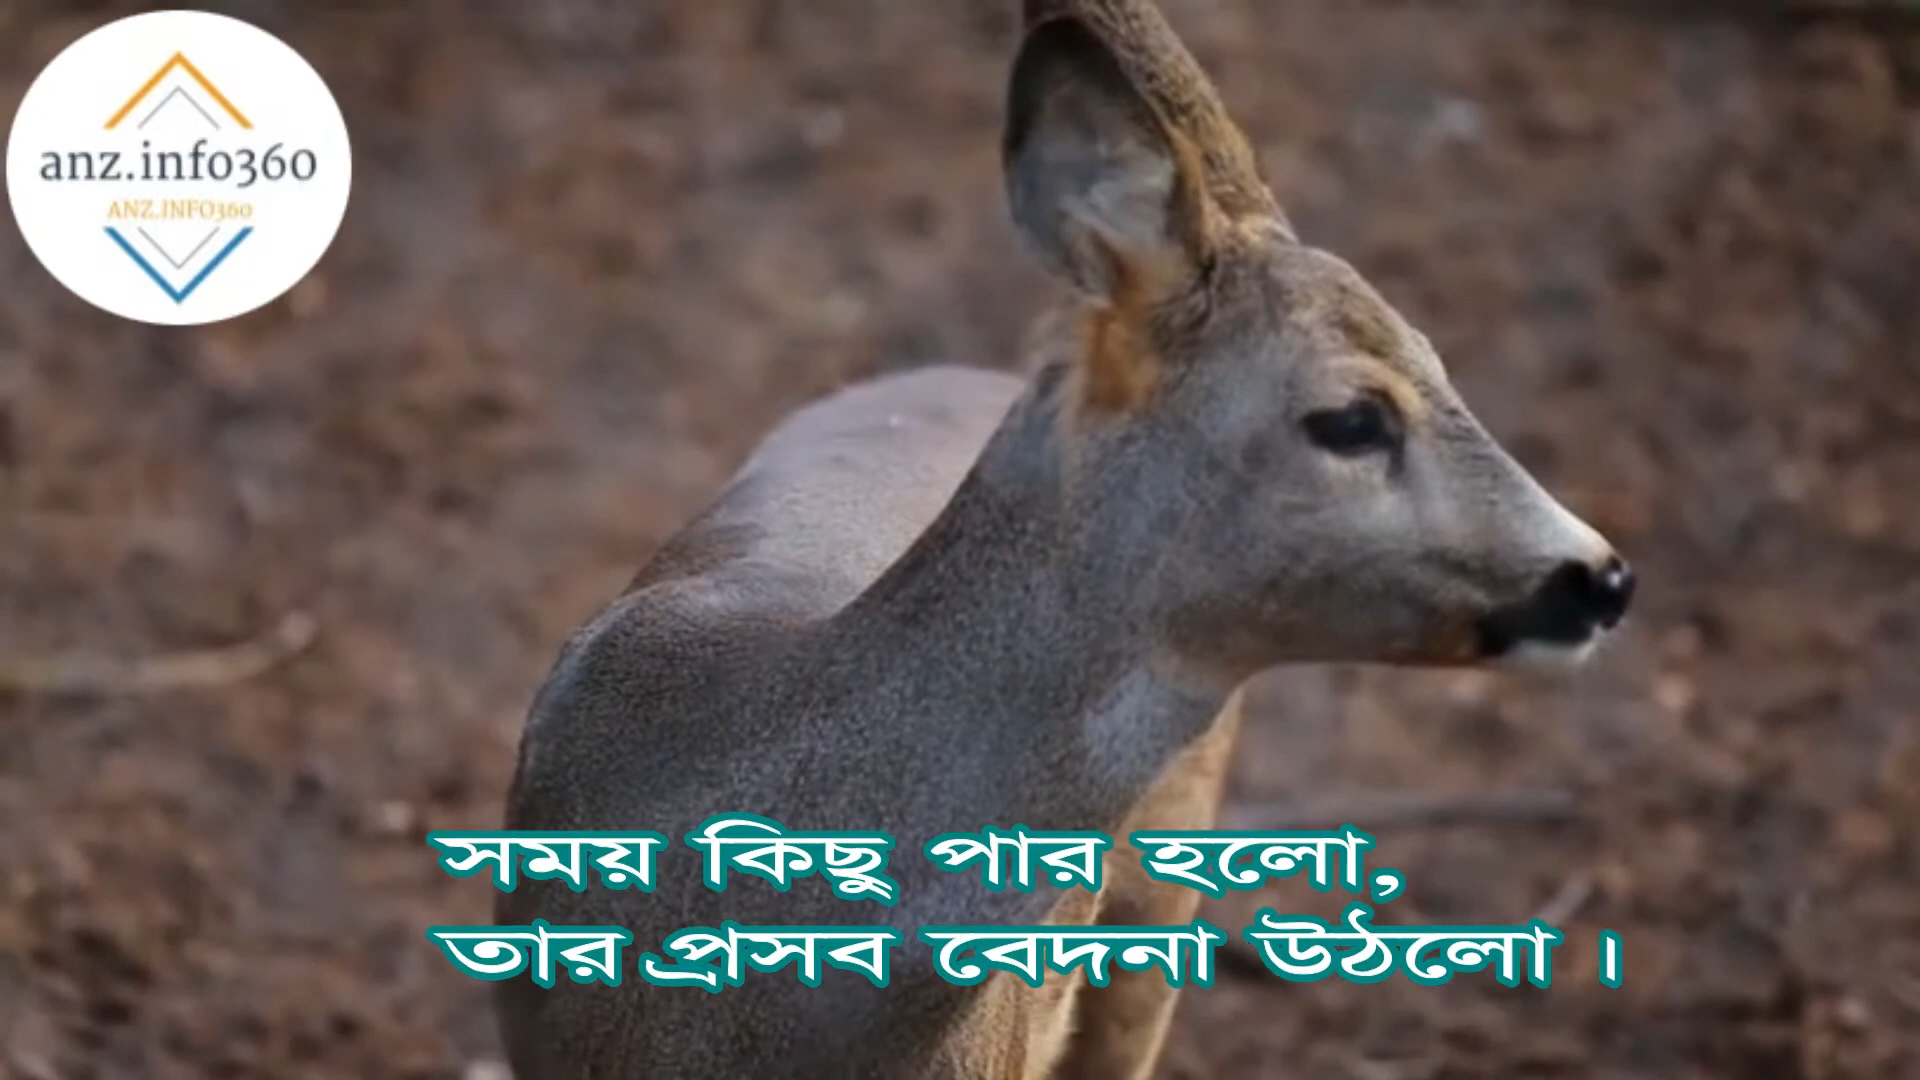 anz.info360
ANZ.INFO360
সময় কিছু পার হলো,
তার প্রসব বেদনা উঠলো ।